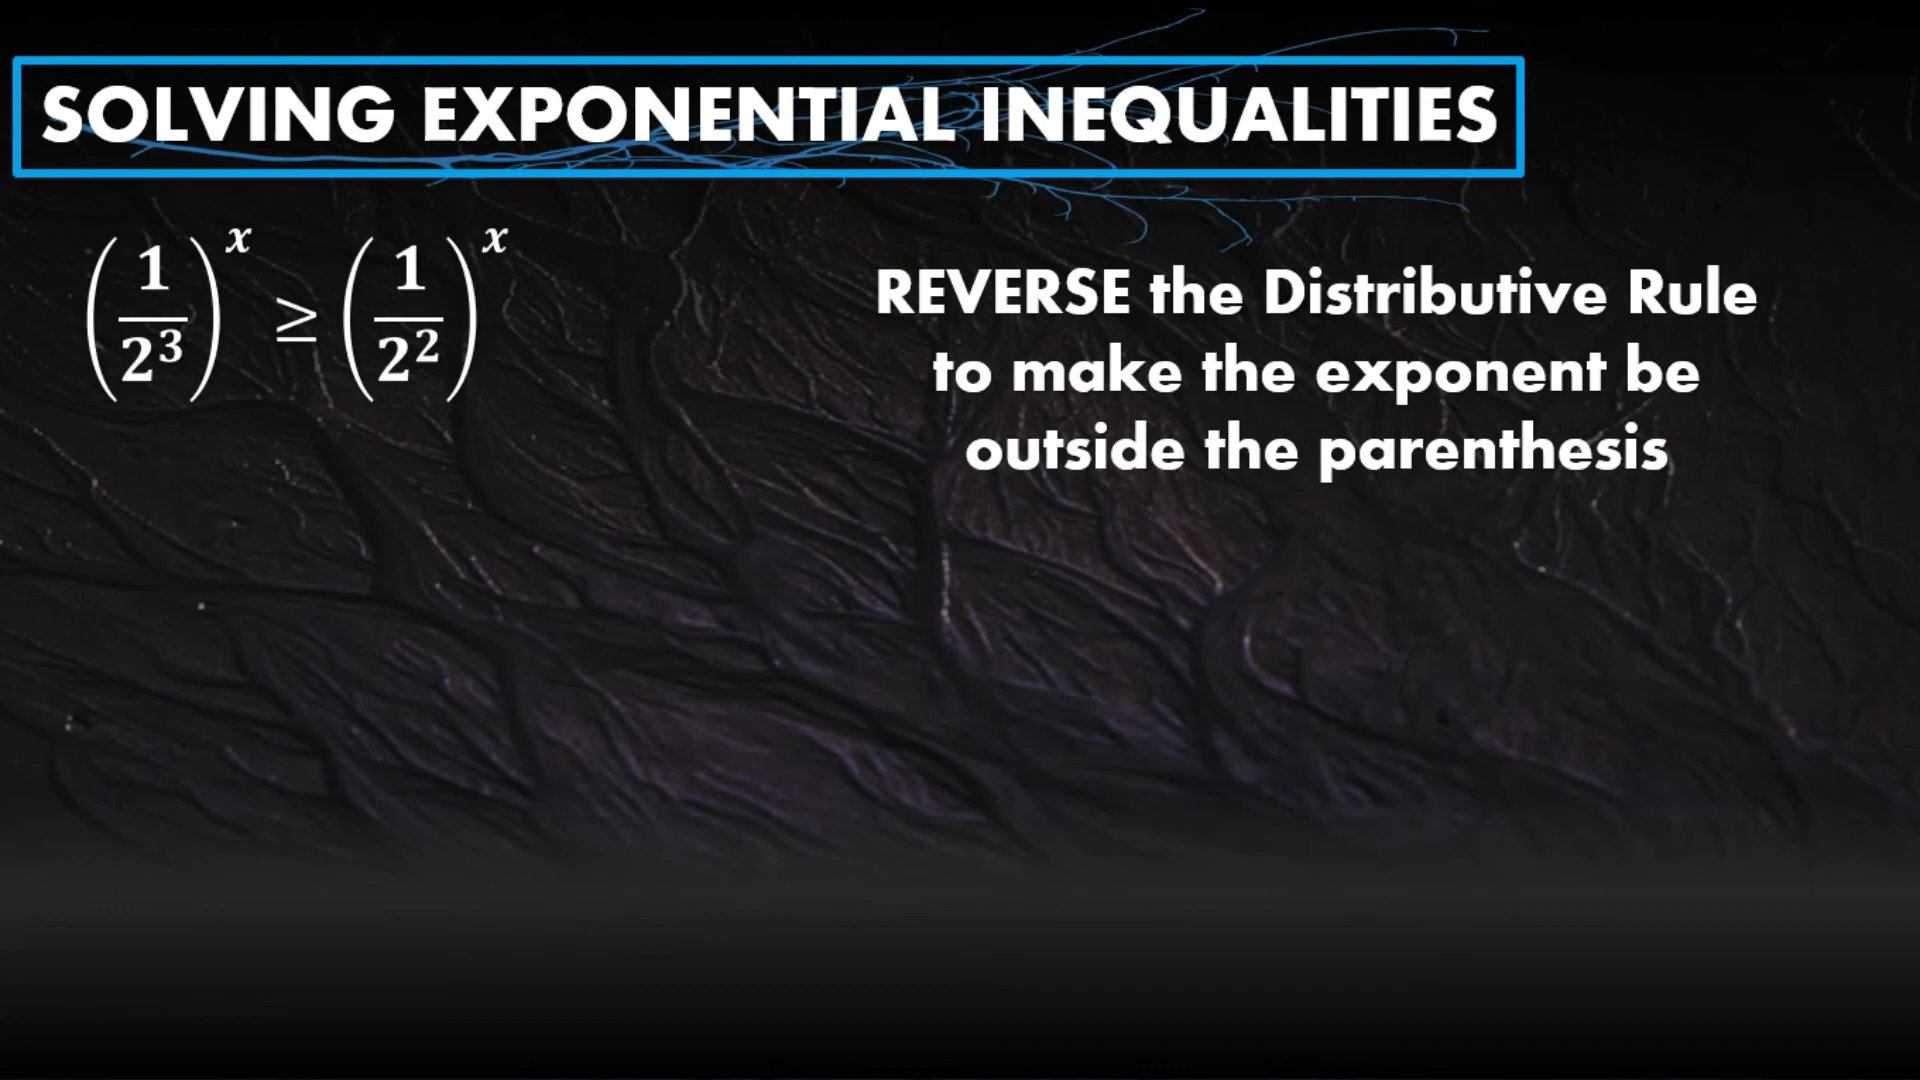 SOLVING EXPONENTIAL INEQUALITIES
(1/2³)ˣ ≥ (1/2²)ˣ
REVERSE the Distributive Rule
to make the exponent be
outside the parenthesis